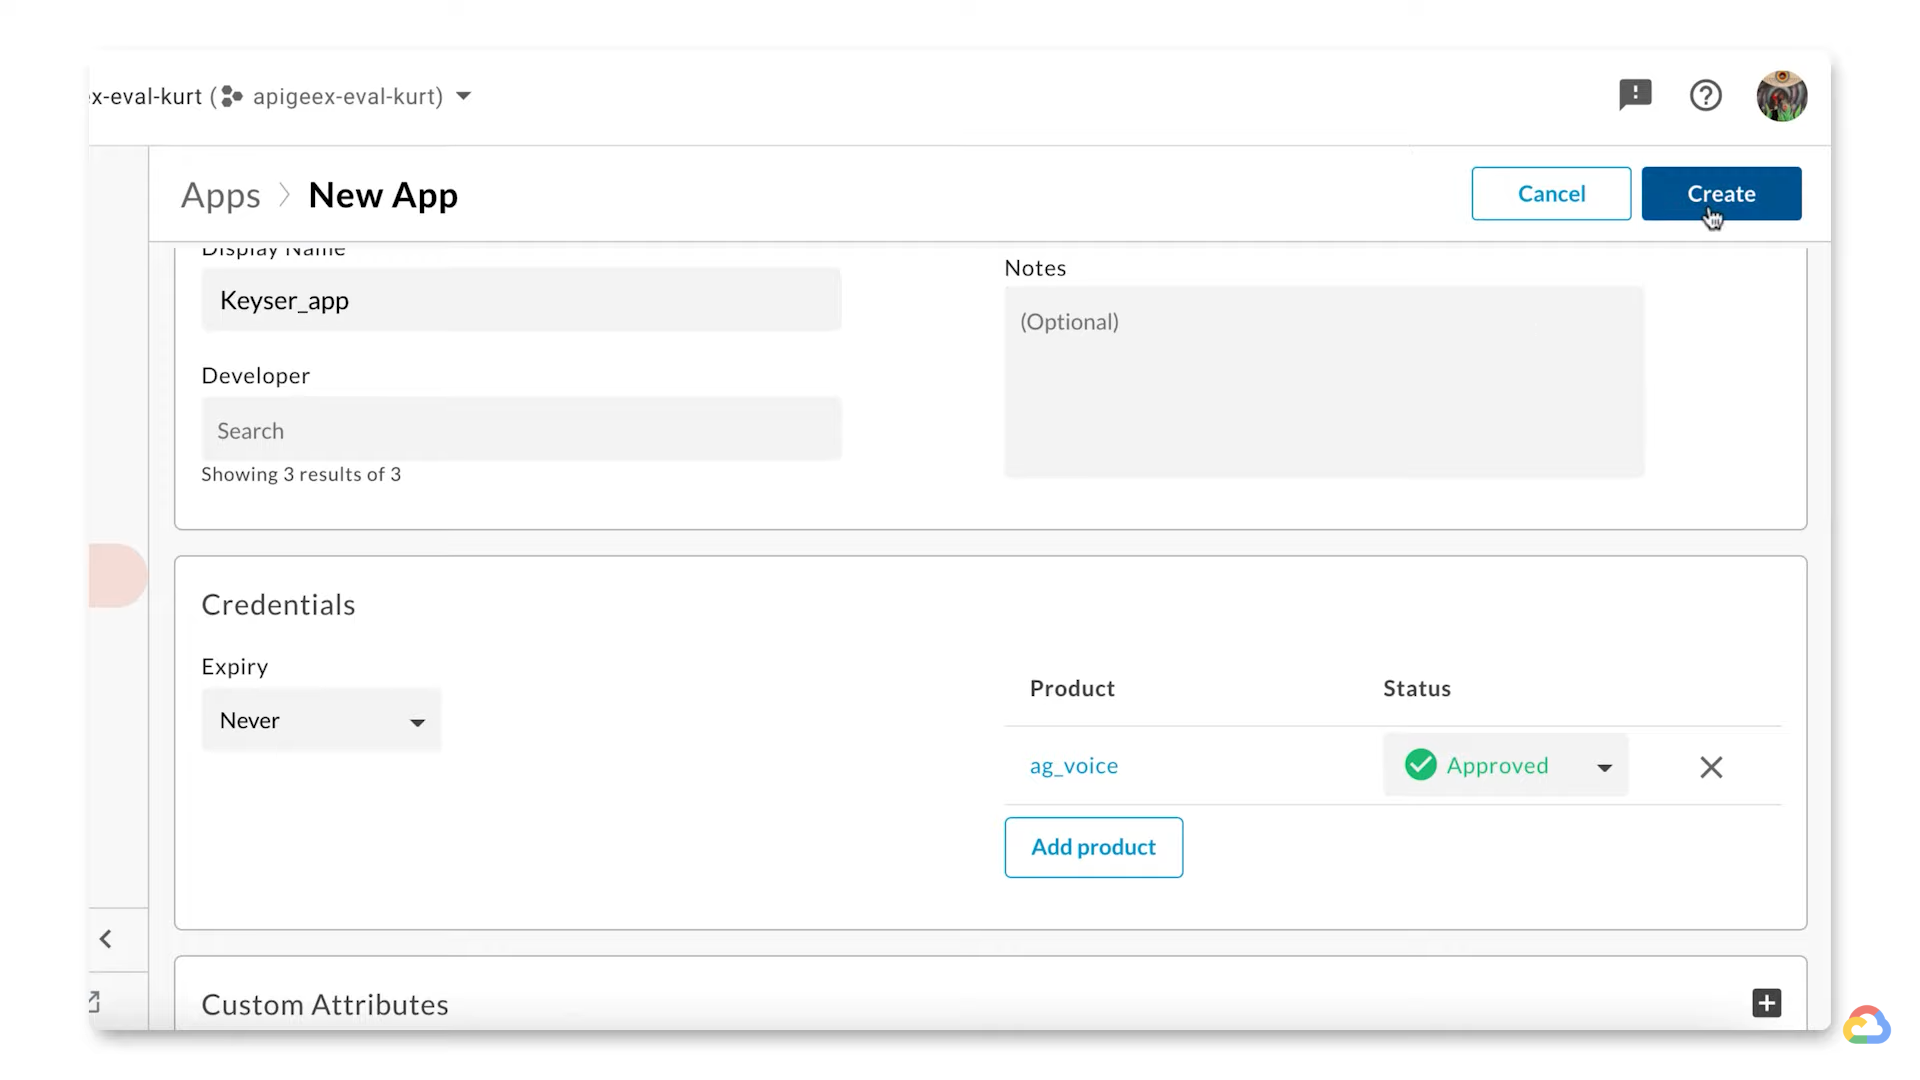 x-eval-kurt ( apigeex-eval-kurt)
Apps > New App
Cancel
Create
Display Name
Keyser_app
Notes
(Optional)
Developer
Search
Showing 3 results of 3
Credentials
Expiry
Never
Product
Status
ag_voice
Approved
Add product
Custom Attributes